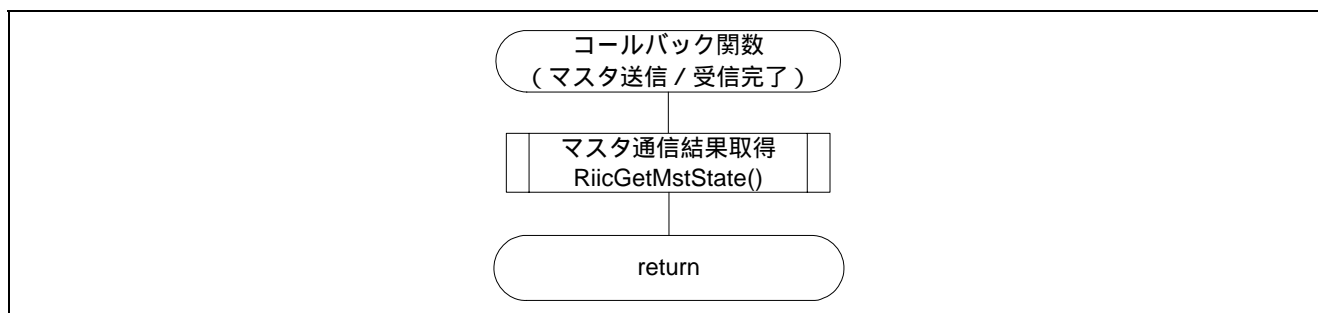 コールバック関数
(マスタ送信/受信完了)
マスタ通信結果取得
RiicGetMstState()
return